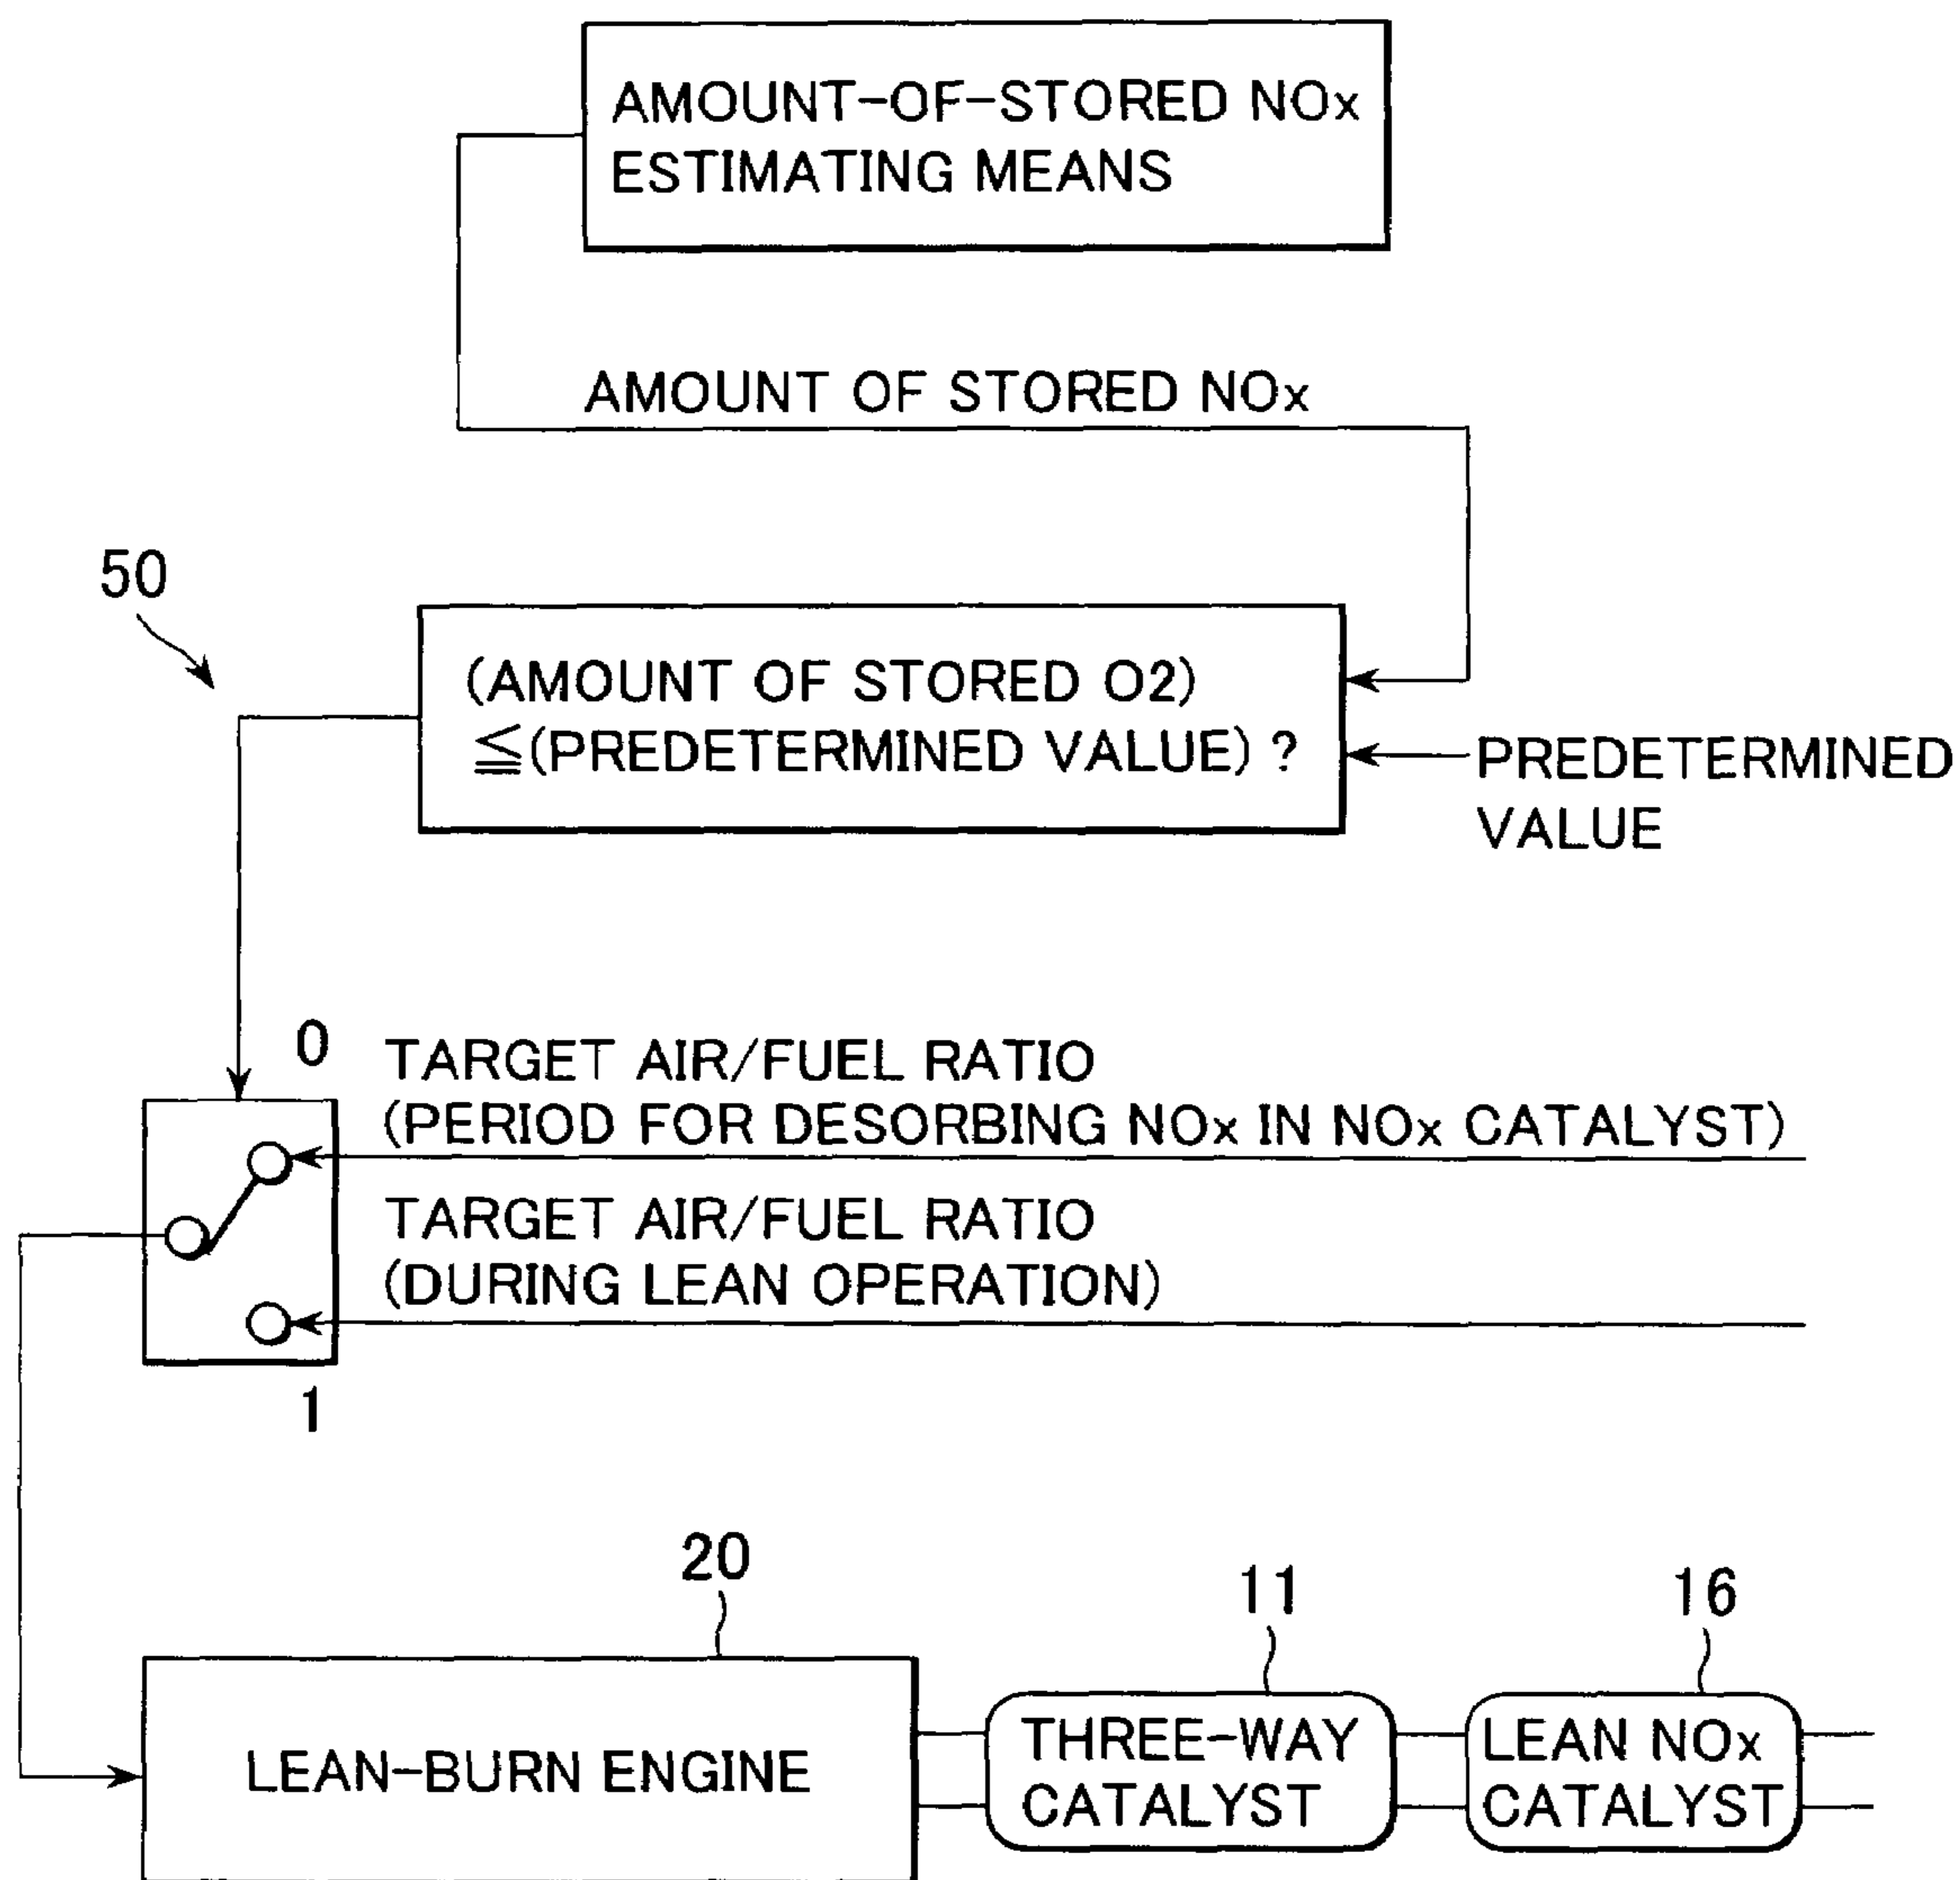 AMOUNT-OF-STORED NOx
ESTIMATING MEANS
AMOUNT OF STORED NOx
50
(AMOUNT OF STORED O2)
≦(PREDETERMINED VALUE) ?
PREDETERMINED
VALUE
0
TARGET AIR/FUEL RATIO
(PERIOD FOR DESORBING NOx IN NOx CATALYST)
TARGET AIR/FUEL RATIO
(DURING LEAN OPERATION)
1
20
11
16
LEAN-BURN ENGINE
THREE-WAY
CATALYST
LEAN NOx
CATALYST